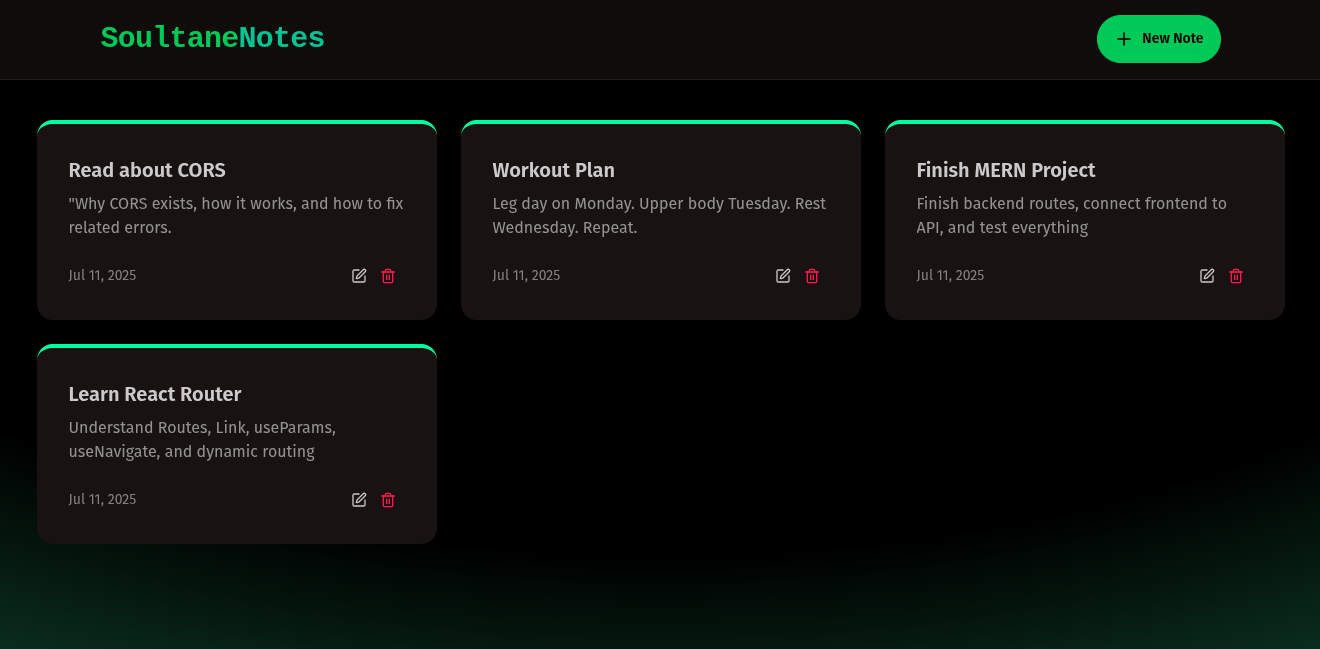 SoultaneNotes
New Note
Read about CORS
"Why CORS exists, how it works, and how to fix
related errors.
Jul 11, 2025
Workout Plan
Leg day on Monday. Upper body Tuesday. Rest
Wednesday. Repeat.
Jul 11, 2025
Finish MERN Project
Finish backend routes, connect frontend to
API, and test everything
Jul 11, 2025
Learn React Router
Understand Routes, Link, useParams,
useNavigate, and dynamic routing
Jul 11, 2025